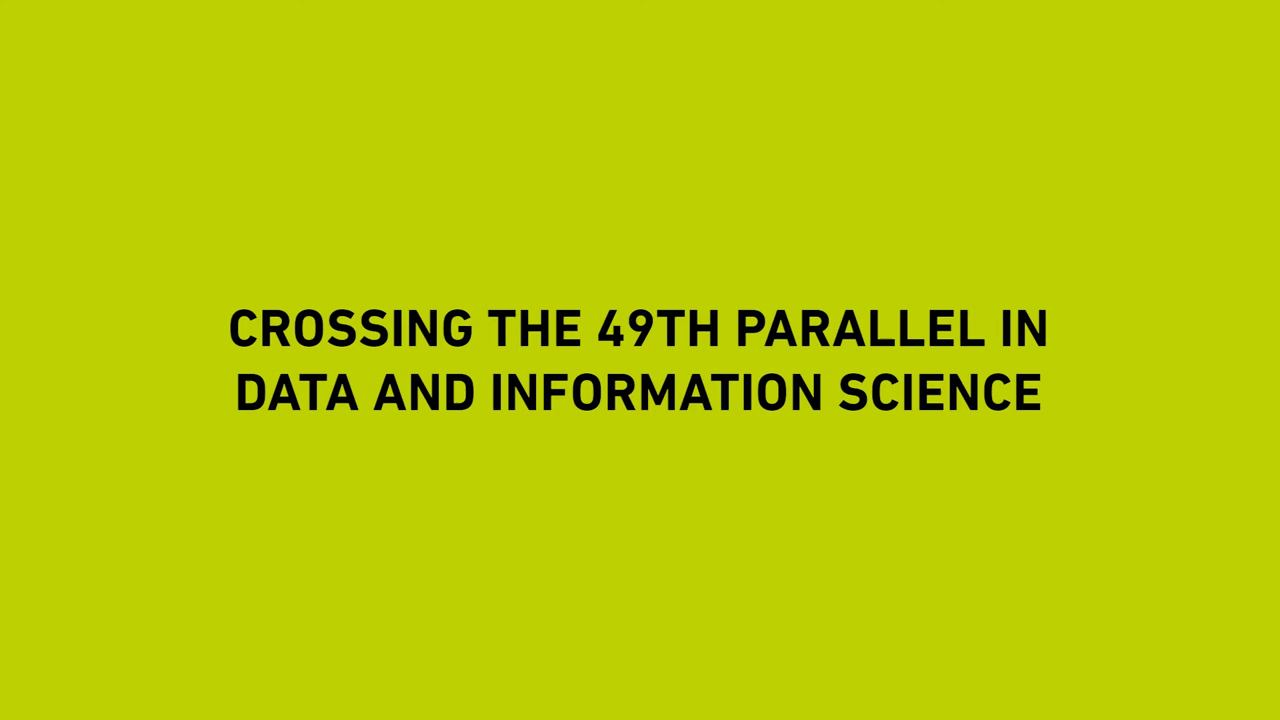 CROSSING THE 49TH PARALLEL IN
DATA AND INFORMATION SCIENCE